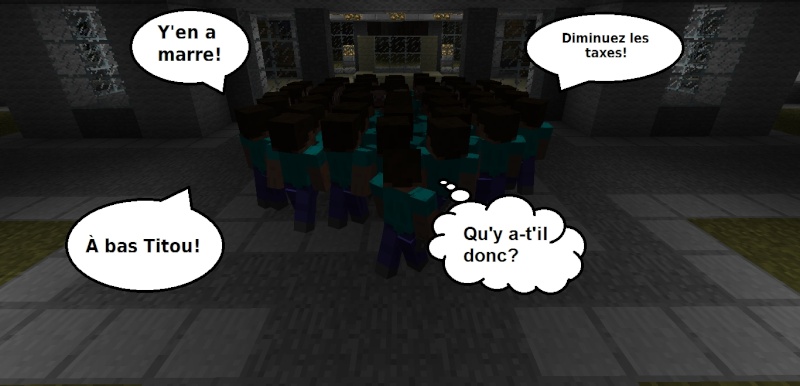 Y'en a
marre!
Diminuez les
taxes!
À bas Titou!
Qu'y a-t'il
donc?